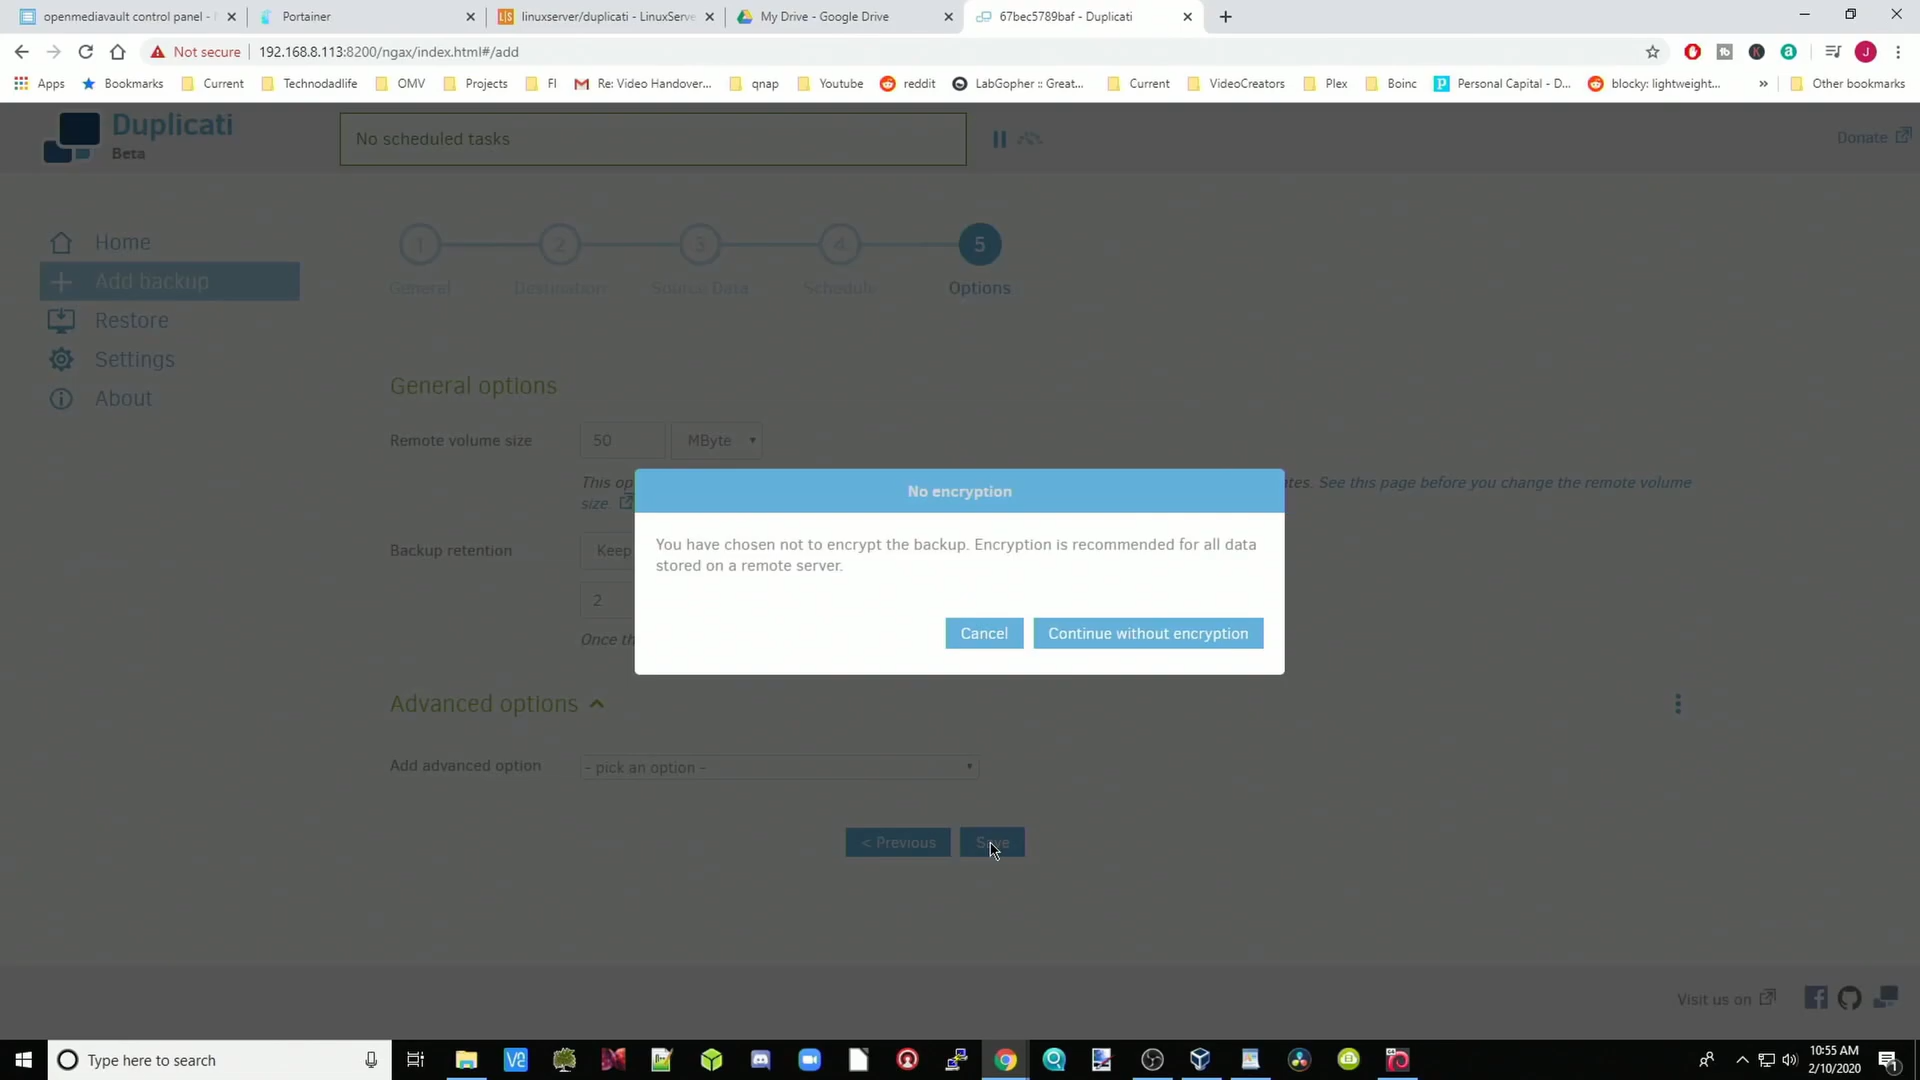 openmediavault control panel -
Portainer
linuxserver/duplicati - LinuxServe
My Drive - Google Drive
67bec5789baf - Duplicati
Not secure
192.168.8.113:8200/ngax/index.html#/add
Apps
Bookmarks
Current
Technodadlife
OMV
Projects
FI
Re: Video Handover...
qnap
Youtube
reddit
LabGopher :: Great...
Current
VideoCreators
Plex
Boinc
Personal Capital - D...
blocky: lightweight...
»
Other bookmarks
Duplicati
Beta
No scheduled tasks
Donate
Home
Add backup
Restore
Settings
About
1
2
3
4
5
General
Destination
Source Data
Schedule
Options
General options
Remote volume size
50
MByte
This op
See this page before you change the remote volume
size.
Backup retention
Keep
2
Once th
No encryption
You have chosen not to encrypt the backup. Encryption is recommended for all data
stored on a remote server.
Cancel
Continue without encryption
Advanced options
Add advanced option
- pick an option -
< Previous
Save
Visit us on
Type here to search
10:55 AM
2/10/2020